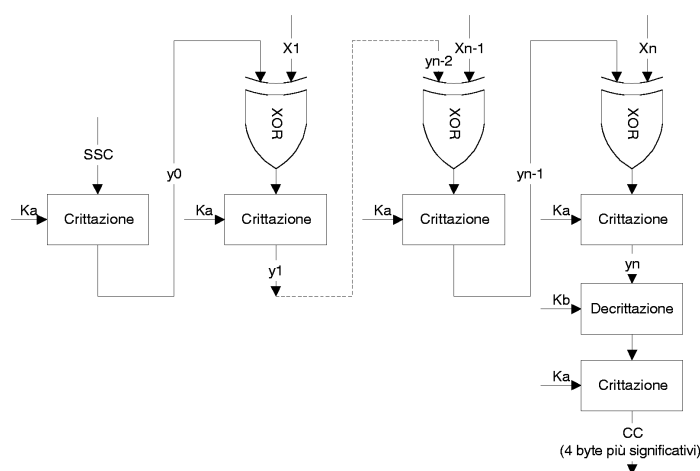 X1
Xn-1
Xn
yn-2
XOR
XOR
XOR
SSC
y0
yn-1
Ka
Crittazione
Ka
Crittazione
Ka
Crittazione
Ka
Crittazione
y1
yn
Kb
Decrittazione
Ka
Crittazione
CC
(4 byte più significativi)